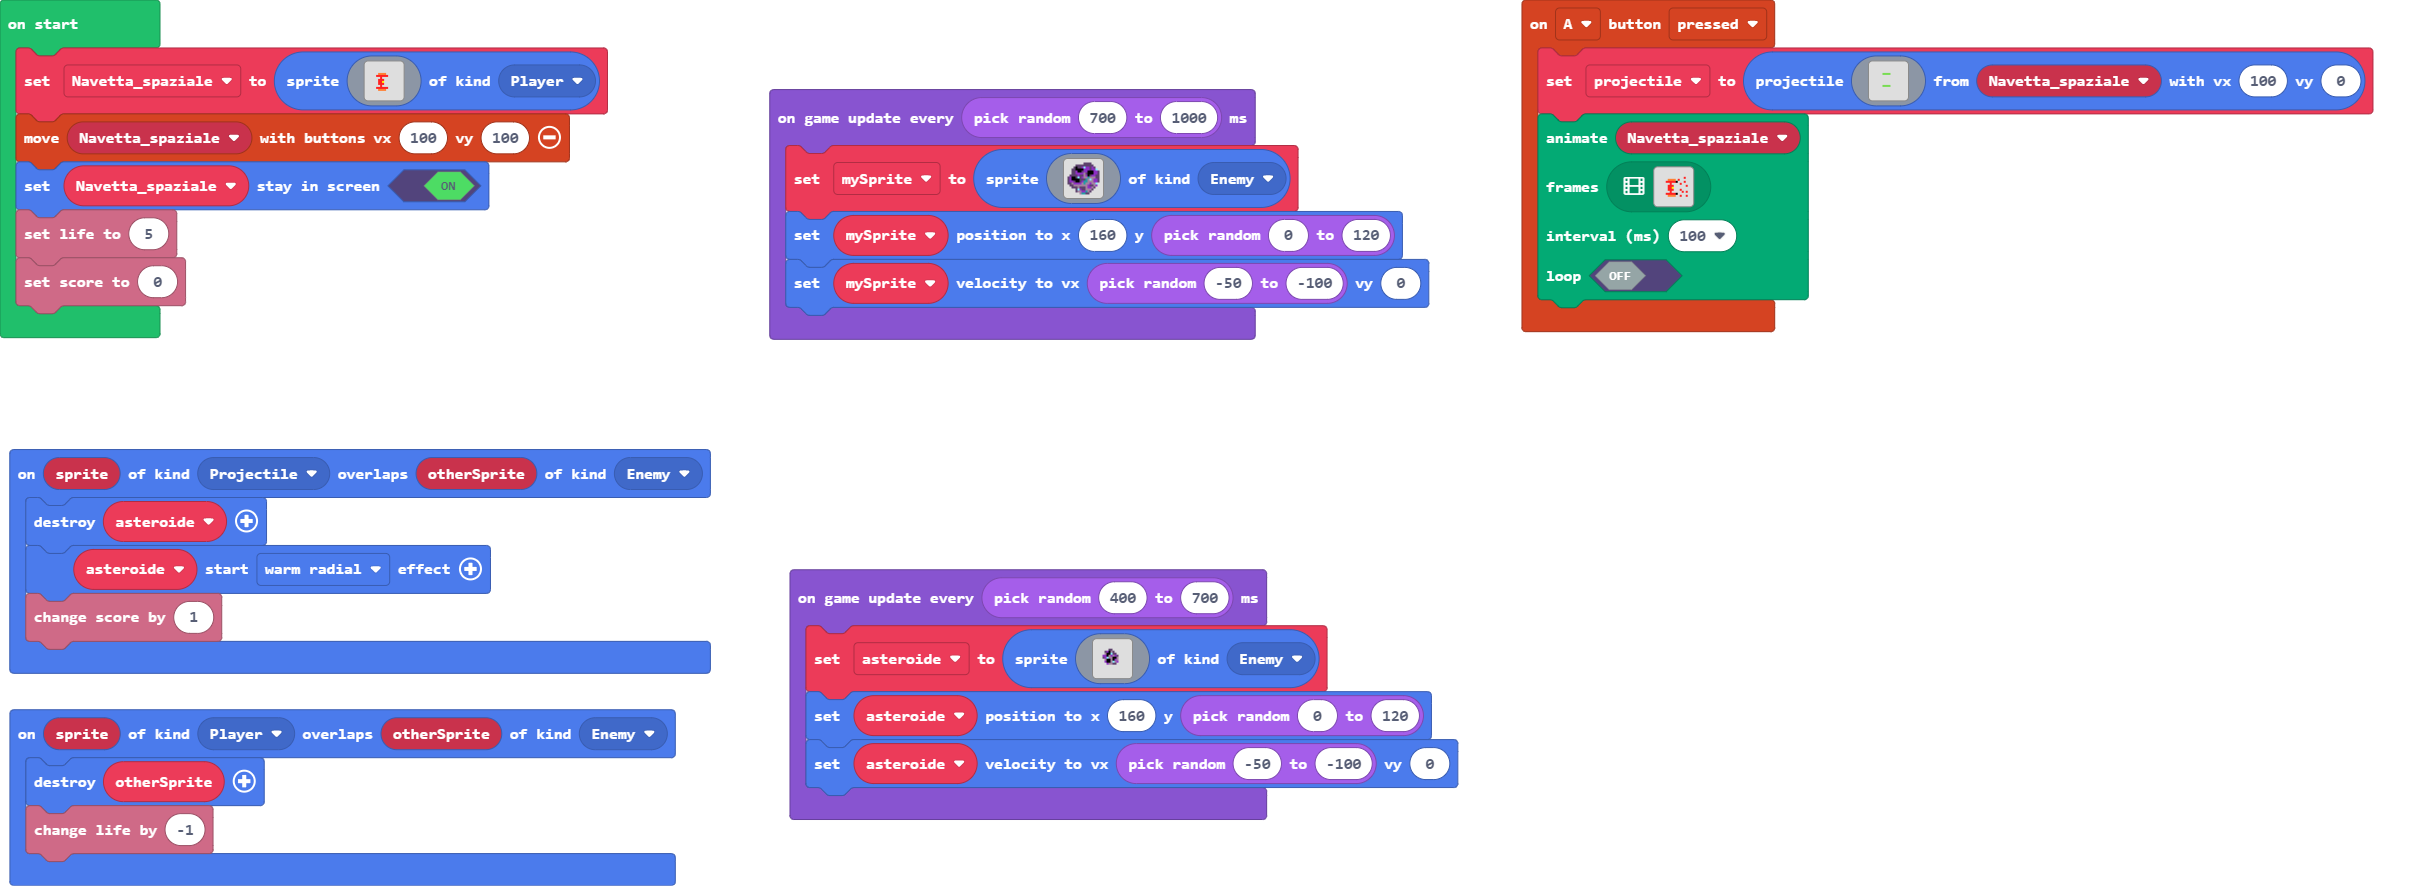 on start
set Navetta_spaziale to sprite of kind Player
move Navetta_spaziale with buttons vx 100 vy 100
set Navetta_spaziale stay in screen ON
set life to 5
set score to 0
on game update every pick random 700 to 1000 ms
set mySprite to sprite of kind Enemy
set mySprite position to x 160 y pick random 0 to 120
set mySprite velocity to vx pick random -50 to -100 vy 0
on A button pressed
set projectile to projectile from Navetta_spaziale with vx 100 vy 0
animate Navetta_spaziale
frames
interval (ms) 100
loop OFF
on sprite of kind Projectile overlaps otherSprite of kind Enemy
destroy asteroide
asteroide start warm radial effect
change score by 1
on sprite of kind Player overlaps otherSprite of kind Enemy
destroy otherSprite
change life by -1
on game update every pick random 400 to 700 ms
set asteroide to sprite of kind Enemy
set asteroide position to x 160 y pick random 0 to 120
set asteroide velocity to vx pick random -50 to -100 vy 0